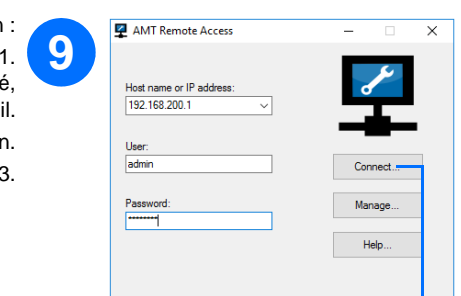 n :
1.
é,
il.
n.
3.
9
AMT Remote Access
Host name or IP address:
192.168.200.1
User:
admin
Password:
********
Connect...
Manage...
Help...